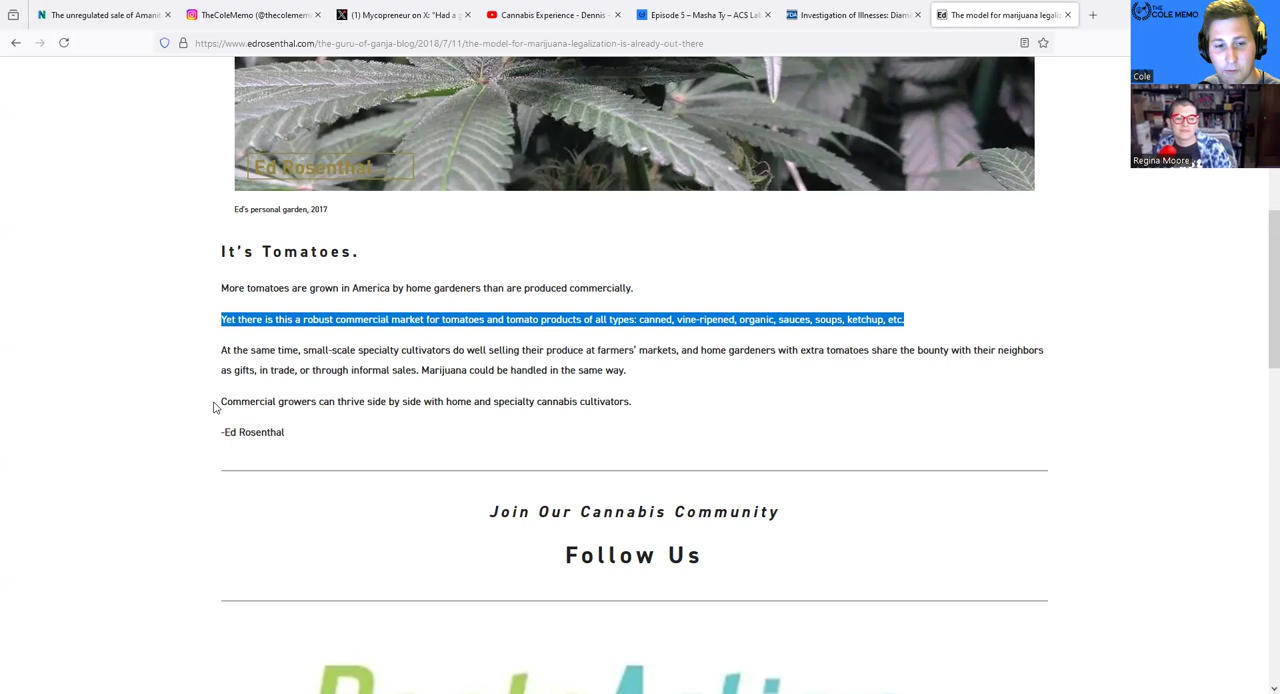 The unregulated sale of Amanit
TheColeMemo (@thecolemem
(1) Mycopreneur on X: "Had a g
Cannabis Experience - Dennis -
Episode 5 – Masha Ty – ACS Lab
Investigation of Illnesses: Diam
Ed
The model for marijuana legaliz
https://www.edrosenthal.com/the-guru-of-ganja-blog/2018/7/11/the-model-for-marijuana-legalization-is-already-out-there
THE
COLE MEMO
Cole
Regina Moore
Ed Rosenthal
Ed's personal garden, 2017
It's Tomatoes.
More tomatoes are grown in America by home gardeners than are produced commercially.
Yet there is this a robust commercial market for tomatoes and tomato products of all types: canned, vine-ripened, organic, sauces, soups, ketchup, etc.
At the same time, small-scale specialty cultivators do well selling their produce at farmers' markets, and home gardeners with extra tomatoes share the bounty with their neighbors
as gifts, in trade, or through informal sales. Marijuana could be handled in the same way.
Commercial growers can thrive side by side with home and specialty cannabis cultivators.
-Ed Rosenthal
Join Our Cannabis Community
Follow Us